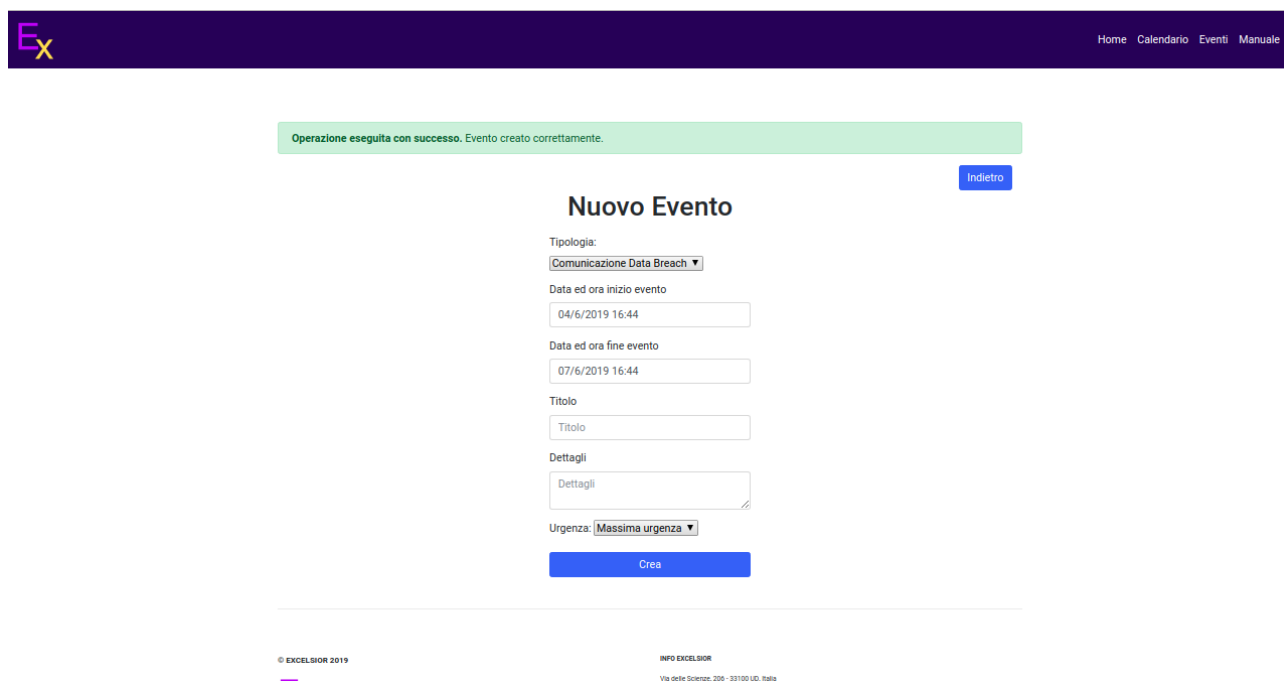 Ex
Home Calendario Eventi Manuale
Operazione eseguita con successo. Evento creato correttamente.
Indietro
Nuovo Evento
Tipologia:
Comunicazione Data Breach ▼
Data ed ora inizio evento
04/6/2019 16:44
Data ed ora fine evento
07/6/2019 16:44
Titolo
Titolo
Dettagli
Dettagli
Urgenza: Massima urgenza ▼
Crea
© EXCELSIOR 2019
INFO EXCELSIOR
Via delle Scienze, 206 - 33100 UD, Italia